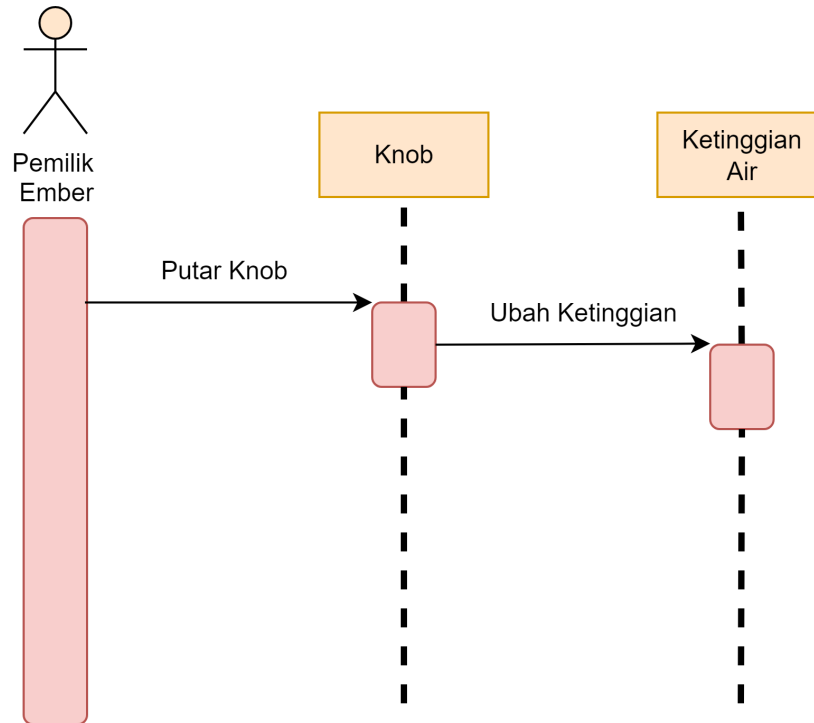 Pemilik
Ember
Knob
Ketinggian
Air
Putar Knob
Ubah Ketinggian